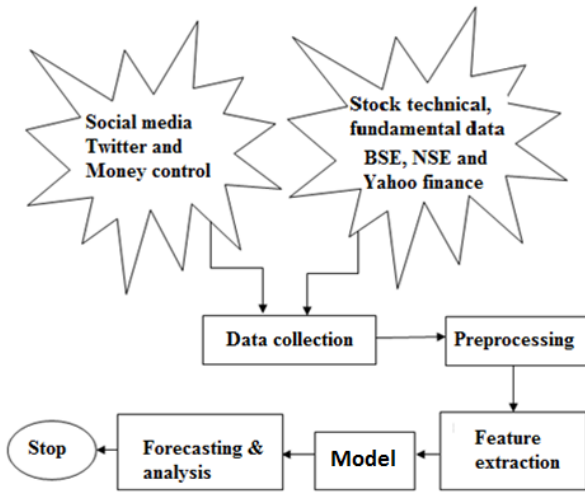 Social media
Twitter and
Money control
Stock technical,
fundamental data
BSE, NSE and
Yahoo finance
Data collection
Preprocessing
Feature
extraction
Model
Forecasting &
analysis
Stop